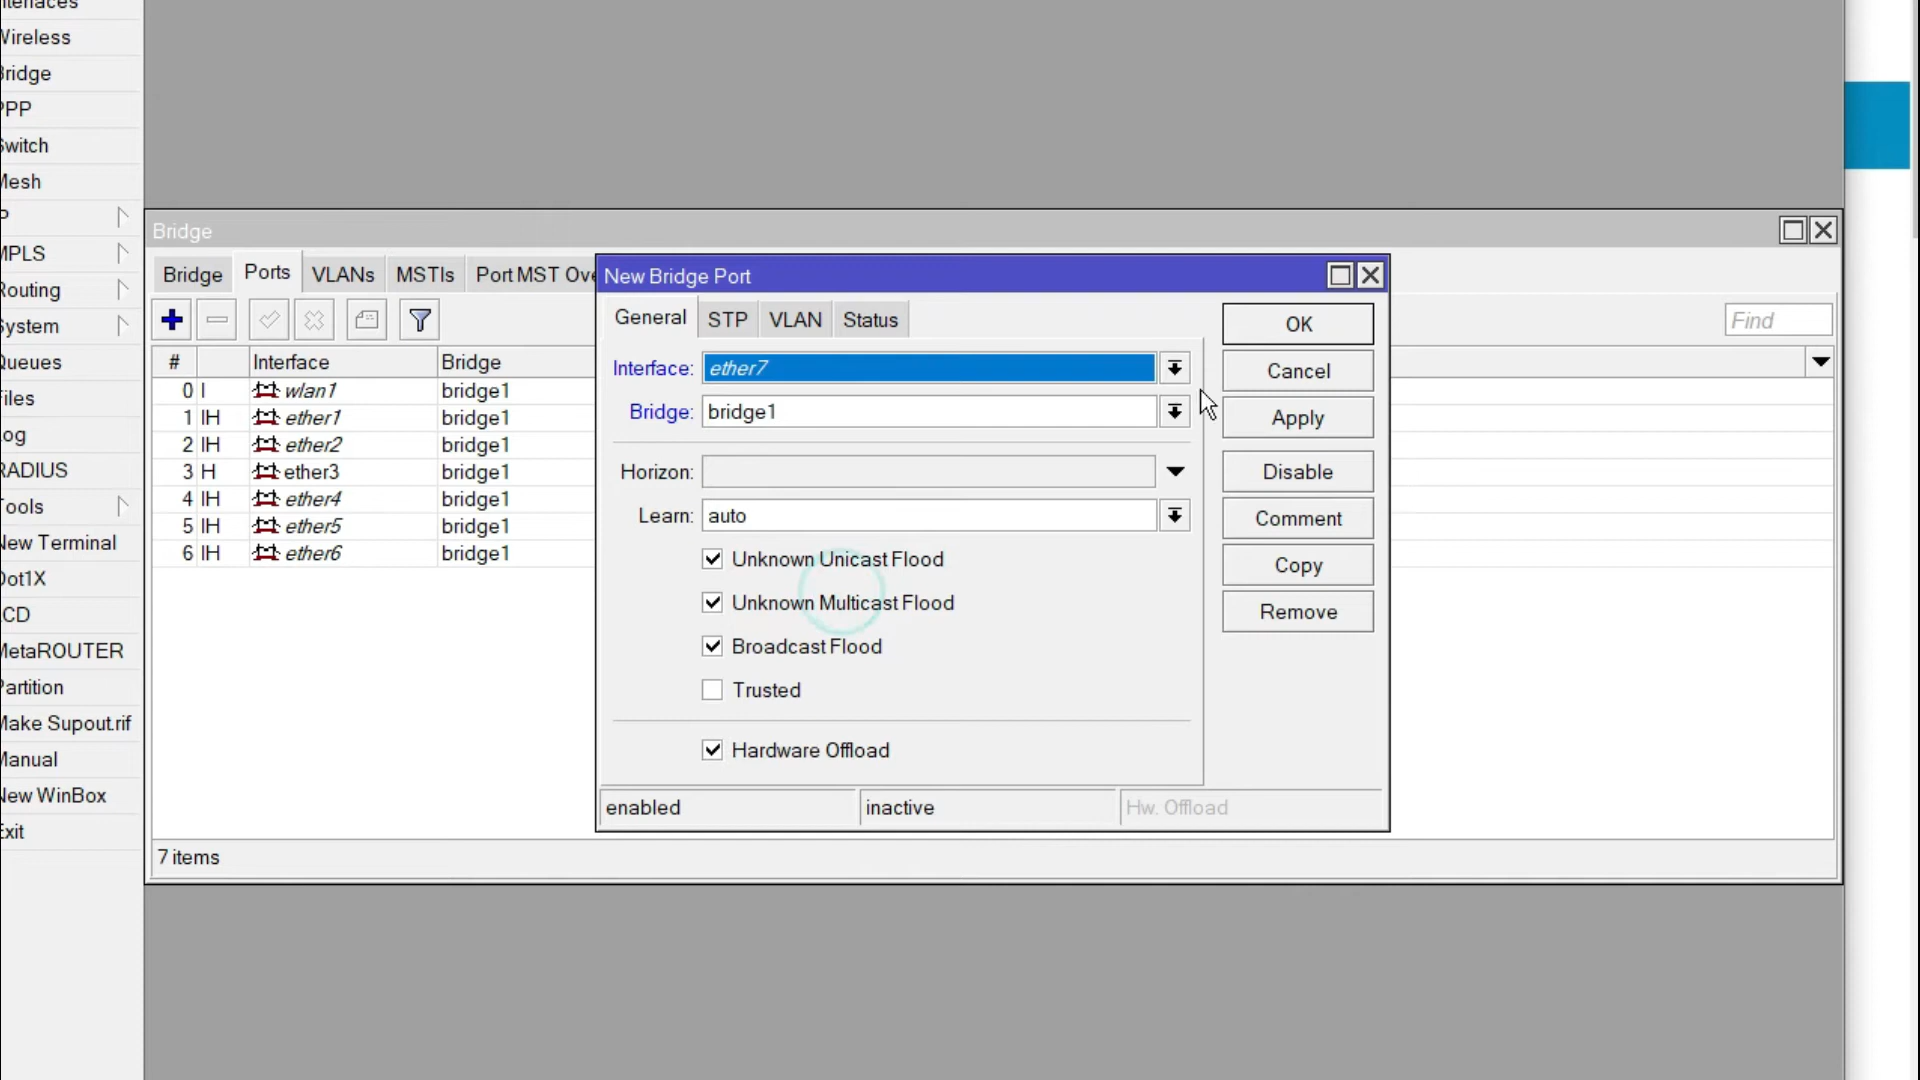 nterfaces
Wireless
Bridge
PPP
Switch
Mesh
P
MPLS
Routing
System
Queues
Files
Log
RADIUS
Tools
New Terminal
Dot1X
LCD
MetaROUTER
Partition
Make Supout.rif
Manual
New WinBox
Exit
Bridge
Bridge Ports VLANs MSTIs Port MST Ove
Find
# Interface Bridge
0 I wlan1 bridge1
1 IH ether1 bridge1
2 IH ether2 bridge1
3 H ether3 bridge1
4 IH ether4 bridge1
5 IH ether5 bridge1
6 IH ether6 bridge1
7 items
New Bridge Port
General STP VLAN Status
Interface: ether7
Bridge: bridge1
Horizon:
Learn: auto
Unknown Unicast Flood
Unknown Multicast Flood
Broadcast Flood
Trusted
Hardware Offload
enabled inactive Hw. Offload
OK
Cancel
Apply
Disable
Comment
Copy
Remove